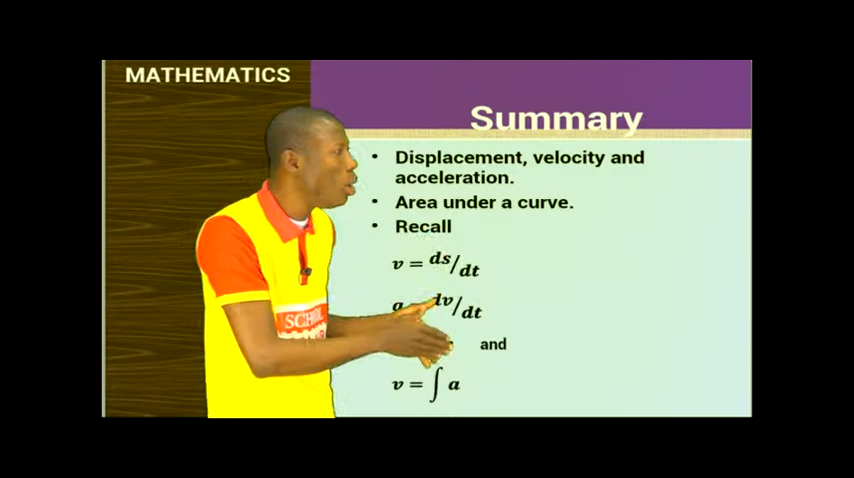 MATHEMATICS
Summary
• Displacement, velocity and
acceleration.
• Area under a curve.
• Recall
v = ds/dt
a dv/dt
and
v = ∫ a
SCHOOL